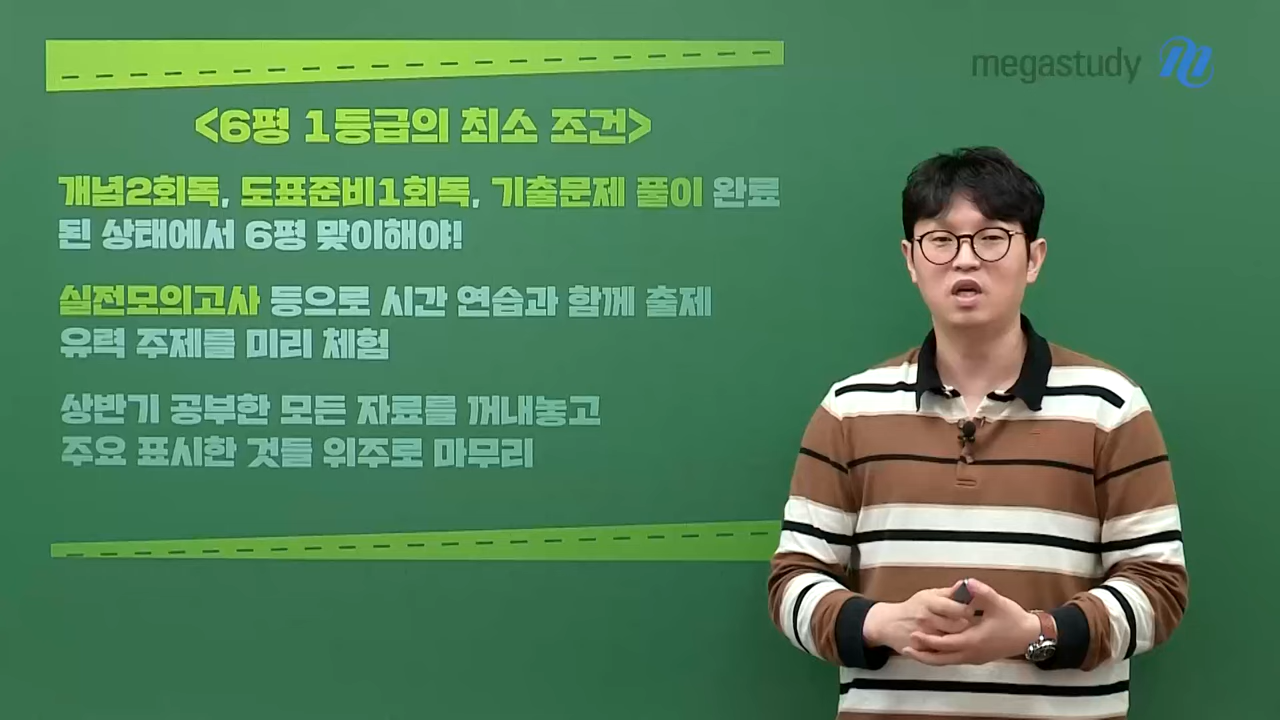 megastudy
<6평 1등급의 최소 조건>
개념2회독, 도표준비1회독, 기출문제 풀이 완료
된 상태에서 6평 맞이해야!
실전모의고사 등으로 시간 연습과 함께 출제
유력 주제를 미리 체험
상반기 공부한 모든 자료를 꺼내놓고
주요 표시한 것들 위주로 마무리